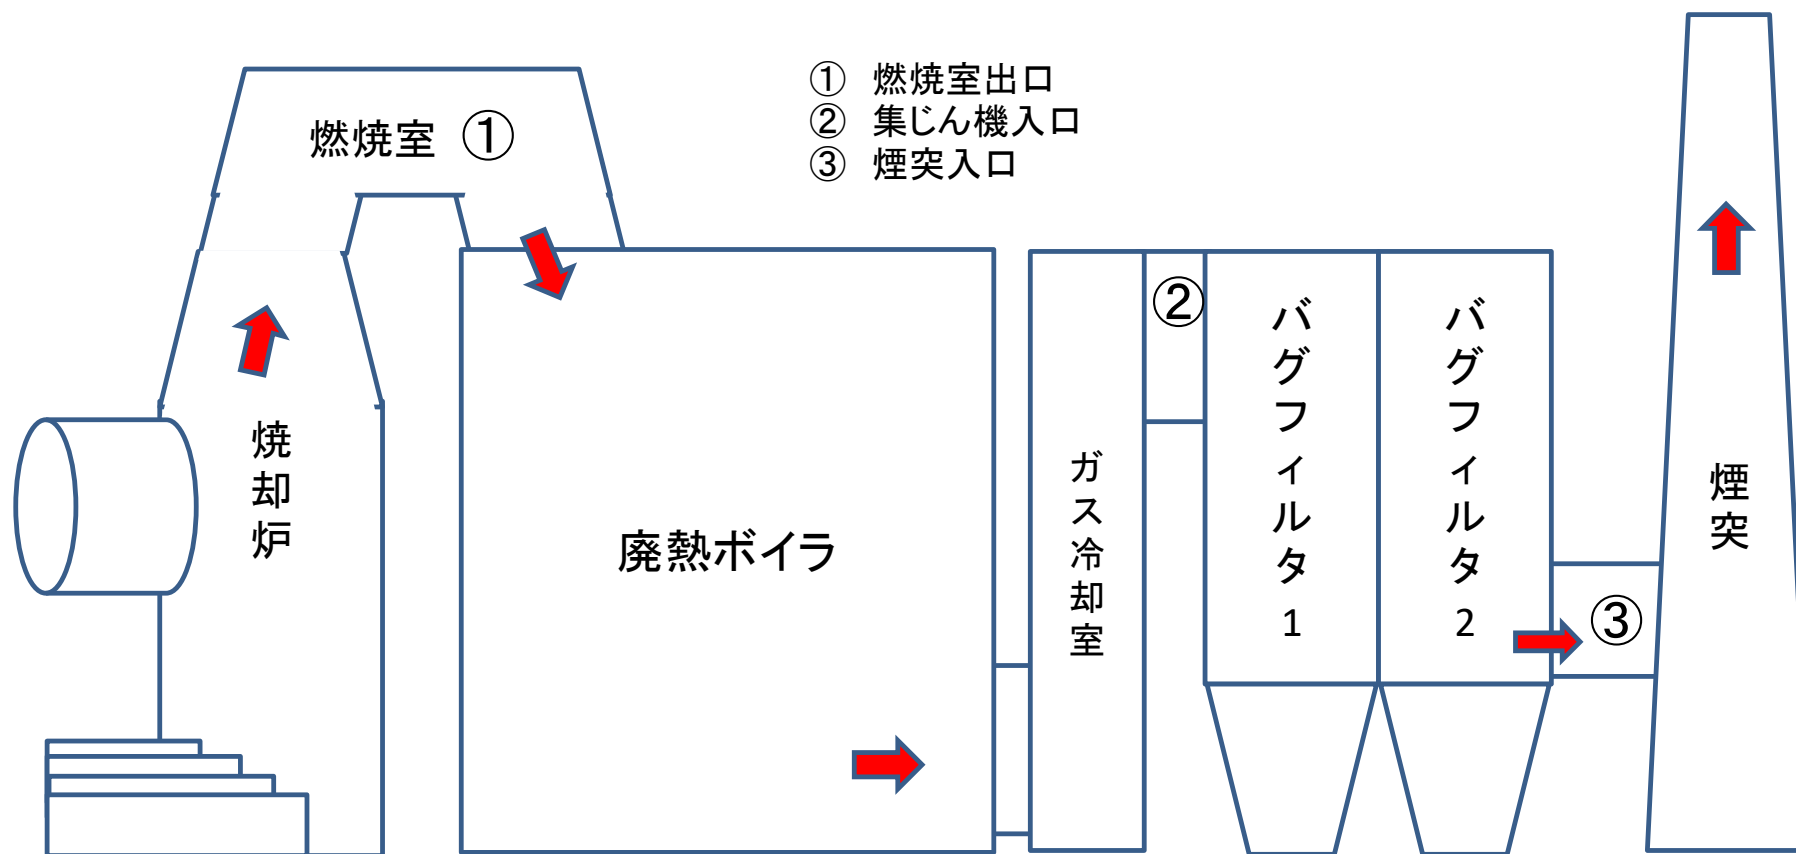 ① 燃焼室出口
② 集じん機入口
③ 煙突入口
燃焼室 ①
焼却炉
廃熱ボイラ
ガス冷却室
②
バグフィルタ1
バグフィルタ2
③
煙突